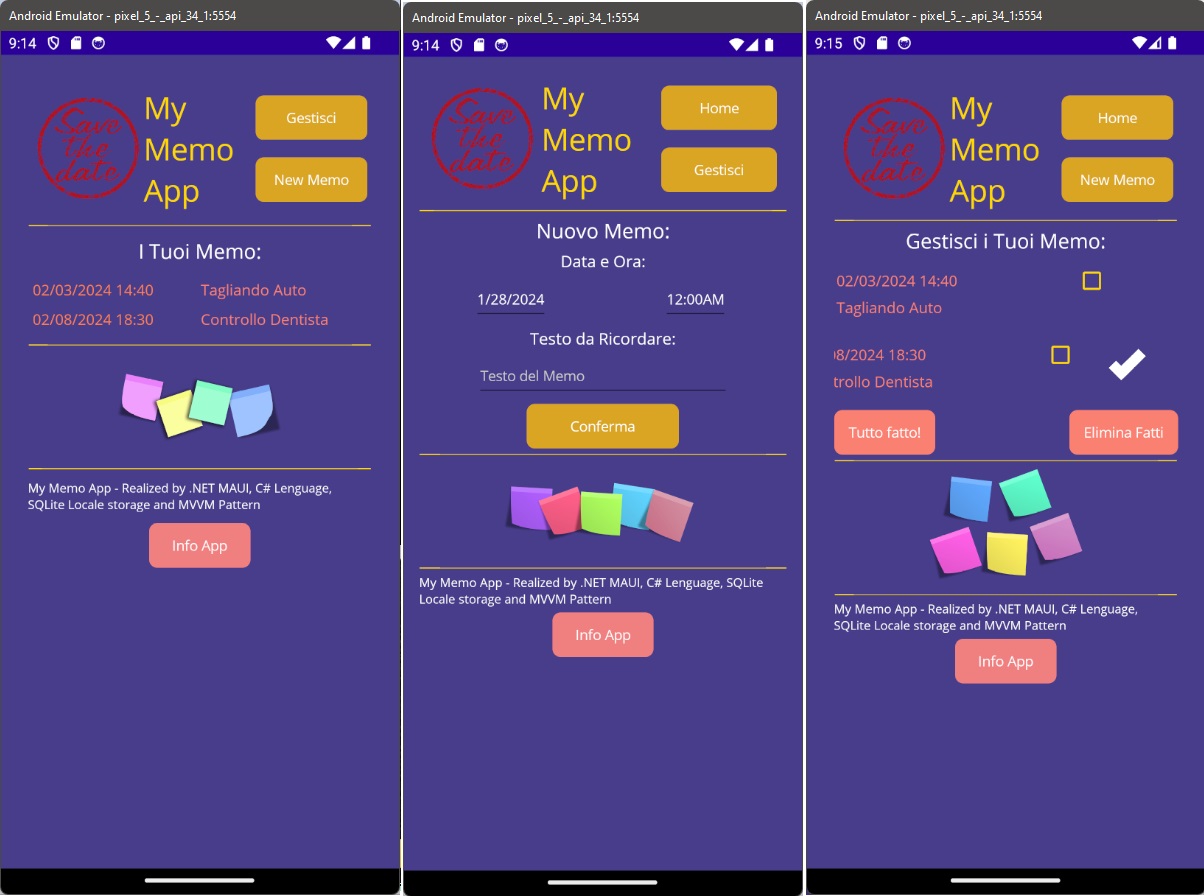 Android Emulator - pixel_5_-_api_34_1:5554
9:14
Save the date
My
Memo
App
Gestisci
New Memo
I Tuoi Memo:
02/03/2024 14:40 Tagliando Auto
02/08/2024 18:30 Controllo Dentista
My Memo App - Realized by .NET MAUI, C# Lenguage,
SQLite Locale storage and MVVM Pattern
Info App
Android Emulator - pixel_5_-_api_34_1:5554
9:14
Save the date
My
Memo
App
Home
Gestisci
Nuovo Memo:
Data e Ora:
1/28/2024 12:00AM
Testo da Ricordare:
Testo del Memo
Conferma
My Memo App - Realized by .NET MAUI, C# Lenguage, SQLite
Locale storage and MVVM Pattern
Info App
Android Emulator - pixel_5_-_api_34_1:5554
9:15
Save the date
My
Memo
App
Home
New Memo
Gestisci i Tuoi Memo:
02/03/2024 14:40
Tagliando Auto
8/2024 18:30
trollo Dentista
Tutto fatto! Elimina Fatti
My Memo App - Realized by .NET MAUI, C# Lenguage,
SQLite Locale storage and MVVM Pattern
Info App